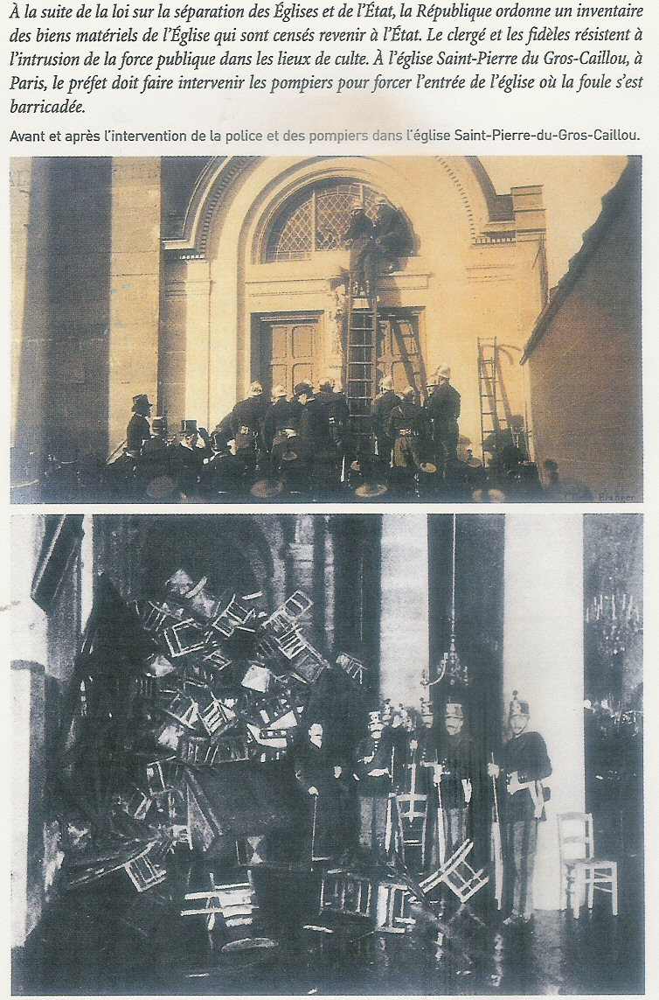 À la suite de la loi sur la séparation des Églises et de l'État, la République ordonne un inventaire
des biens matériels de l'Église qui sont censés revenir à l'État. Le clergé et les fidèles résistent à
l'intrusion de la force publique dans les lieux de culte. À l'église Saint-Pierre du Gros-Caillou, à
Paris, le préfet doit faire intervenir les pompiers pour forcer l'entrée de l'église où la foule s'est
barricadée.
Avant et après l'intervention de la police et des pompiers dans l'église Saint-Pierre-du-Gros-Caillou.
Branger